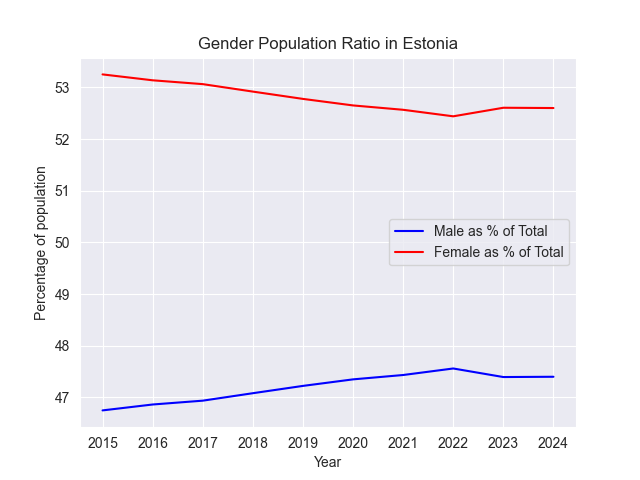 Gender Population Ratio in Estonia
53
52
51
50
49
48
47
Percentage of population
Male as % of Total
Female as % of Total
2015 2016 2017 2018 2019 2020 2021 2022 2023 2024
Year